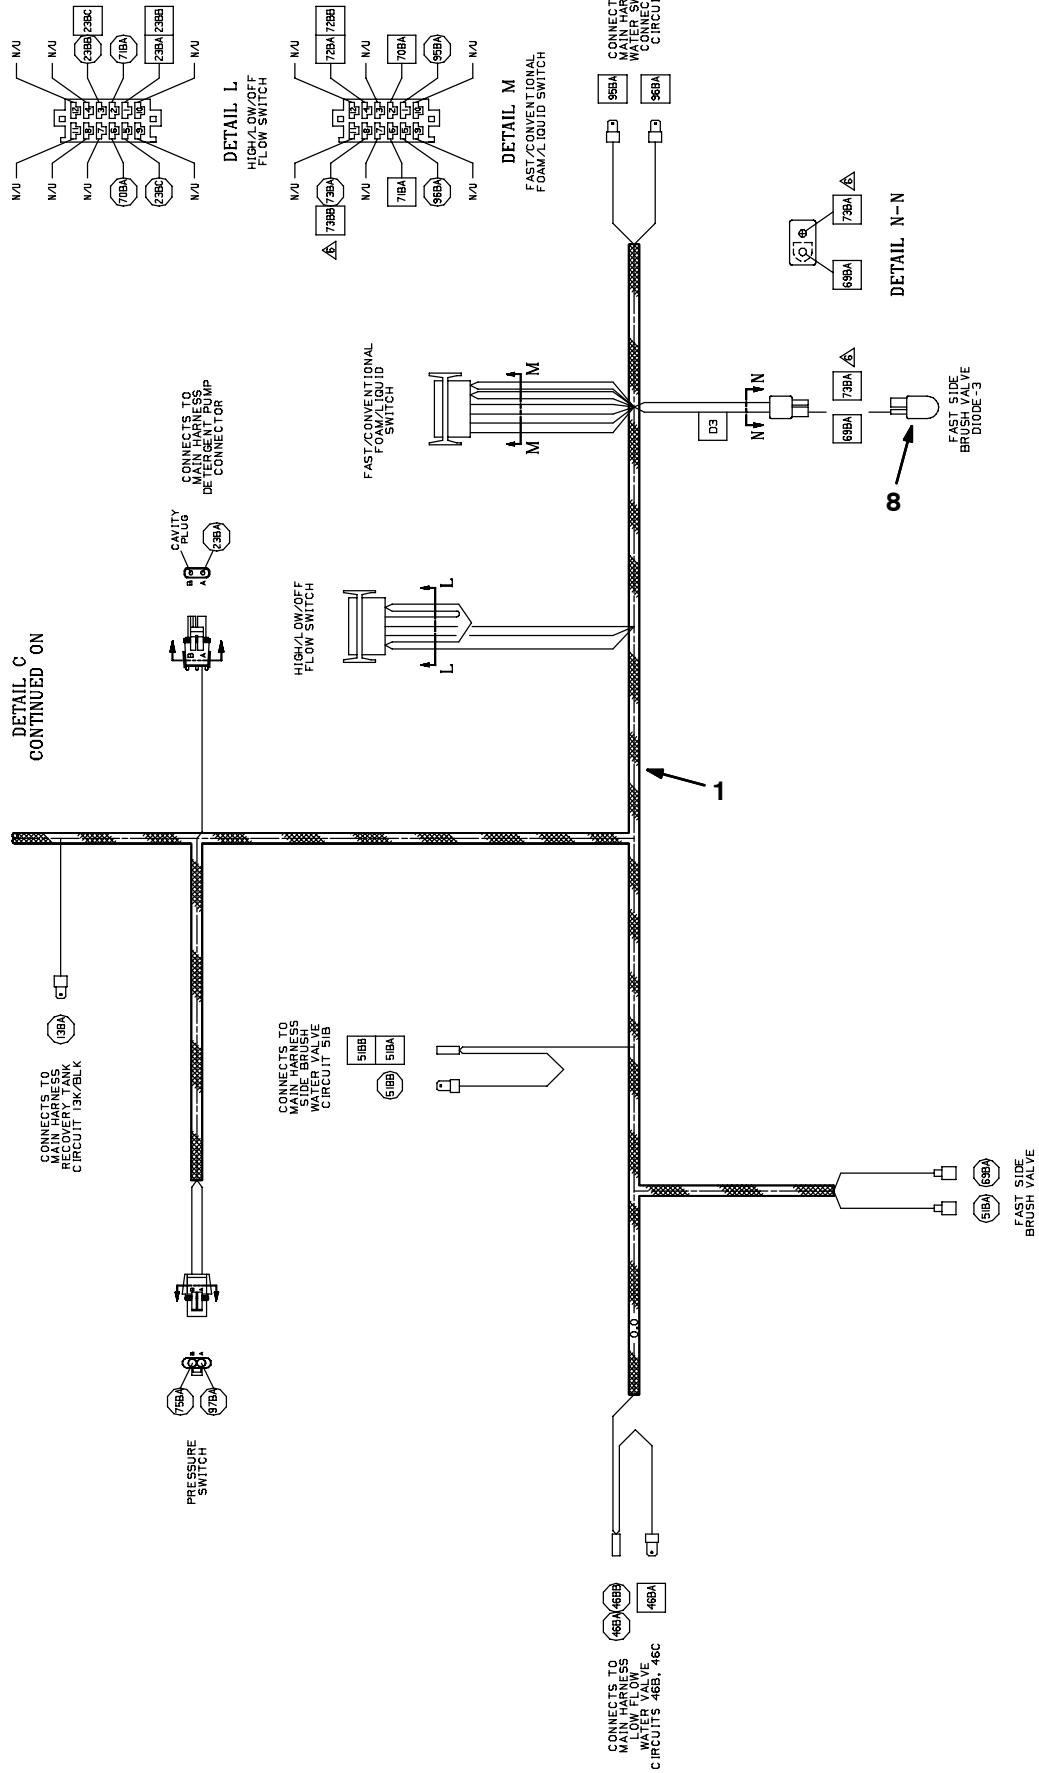 DETAIL C
CONTINUED ON
N/U
N/U
23BB 23BC
71BA
23BA 23BB
N/U
N/U
N/U
N/U
70BA
23BC
N/U
DETAIL L
HIGH/LOW/OFF
FLOW SWITCH
N/U
72BA 72BB
N/U
70BA
95BA
N/U
N/U
73BB 73BA
6
N/U
71BA
96BA
N/U
DETAIL M
FAST/CONVENTIONAL
FOAM/LIQUID SWITCH
95BA
96BA
69BA
73BA
6
DETAIL N-N
CONNECTS TO
MAIN HARNESS
DETERGENT PUMP
CONNECTOR
CAVITY
PLUG
23BA
B
A
B
A
FAST/CONVENTIONAL
FOAM/LIQUID
SWITCH
M
M
HIGH/LOW/OFF
FLOW SWITCH
L
L
D3
N
N
69BA
73BA
6
FAST SIDE
BRUSH VALVE
DIODE-3
8
1
13BA
CONNECTS TO
MAIN HARNESS
RECOVERY TANK
CIRCUIT 13K/BLK
CONNECTS TO
MAIN HARNESS
SIDE BRUSH
WATER VALVE
CIRCUIT 51B
51BB 51BA
51BB
75BA
97BA
B
A
B
A
PRESSURE
SWITCH
0.0
69BA
51BA
FAST SIDE
BRUSH VALVE
46BA 46BB
46BA
CONNECTS TO
MAIN HARNESS
LOW FLOW
WATER VALVE
CIRCUITS 46B, 46C